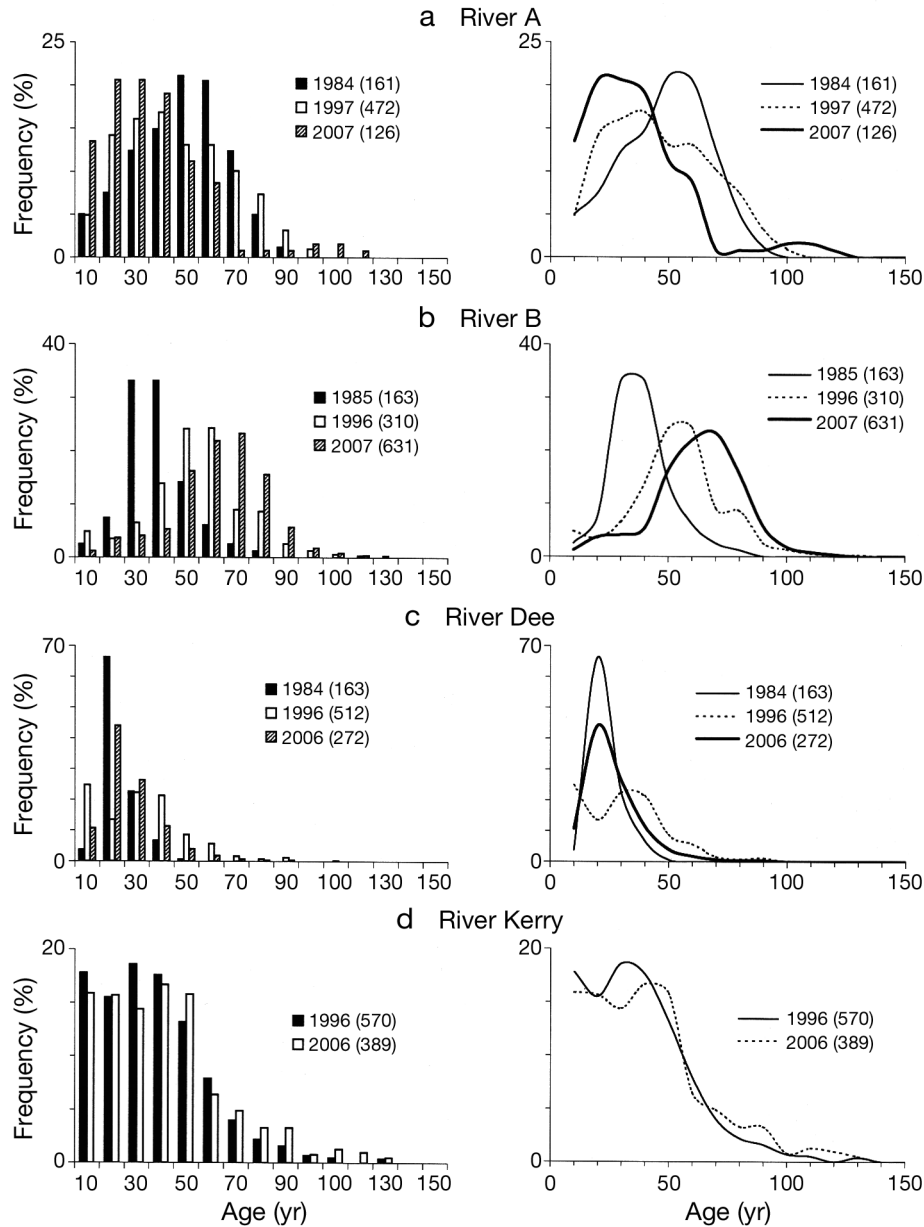 a River A
25
0
Frequency (%)
1984 (161)
1997 (472)
2007 (126)
10 30 50 70 90 110 130 150
25
0
1984 (161)
1997 (472)
2007 (126)
0 50 100 150
b River B
40
0
Frequency (%)
1985 (163)
1996 (310)
2007 (631)
10 30 50 70 90 110 130 150
40
0
1985 (163)
1996 (310)
2007 (631)
0 50 100 150
c River Dee
70
0
Frequency (%)
1984 (163)
1996 (512)
2006 (272)
10 30 50 70 90 110 130 150
70
0
1984 (163)
1996 (512)
2006 (272)
0 50 100 150
d River Kerry
20
0
Frequency (%)
1996 (570)
2006 (389)
10 30 50 70 90 110 130 150
Age (yr)
20
0
1996 (570)
2006 (389)
0 50 100 150
Age (yr)